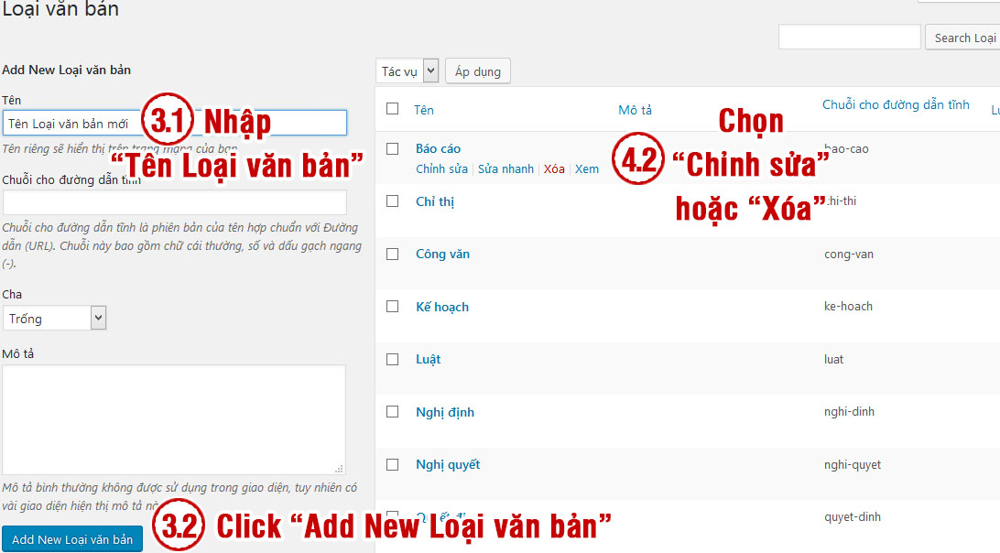 Loại văn bản
Search Loại
Add New Loại văn bản
Tác vụ
Áp dụng
Tên
Tên Loại văn bản mới
3.1 Nhập
"Tên Loại văn bản"
Tên riêng sẽ hiển thị trên trang mạng của bạn
Chuỗi cho đường dẫn tĩnh
Chuỗi cho đường dẫn tĩnh là phiên bản của tên hợp chuẩn với Đường
dẫn (URL). Chuỗi này bao gồm chữ cái thường, số và dấu gạch ngang
(-).
Cha
Trống
Mô tả
Mô tả bình thường không được sử dụng trong giao diện, tuy nhiên có
vài giao diện hiện thị mô tả
3.2 Click "Add New Loại văn bản"
Add New Loại văn bản
Tên
Mô tả
Chuỗi cho đường dẫn tĩnh
Báo cáo
bao-cao
Chỉnh sửa | Sửa nhanh | Xóa | Xem
4.2
Chọn
"Chỉnh sửa"
hoặc "Xóa"
Chỉ thị
chi-thi
Công văn
cong-van
Kế hoạch
ke-hoach
Luật
luat
Nghị định
nghi-dinh
Nghị quyết
nghi-quyet
quyet-dinh